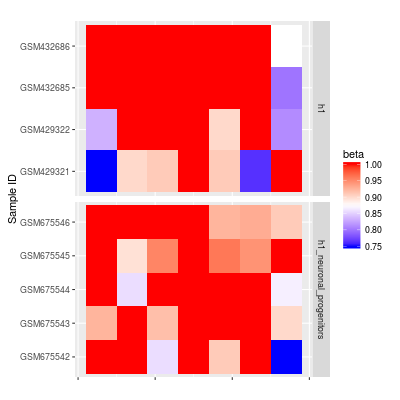 GSM432686
GSM432685
GSM429322
GSM429321
h1
GSM675546
GSM675545
GSM675544
GSM675543
GSM675542
h1_neuronal_progenitors
Sample ID
beta
1.00
0.95
0.90
0.85
0.80
0.75